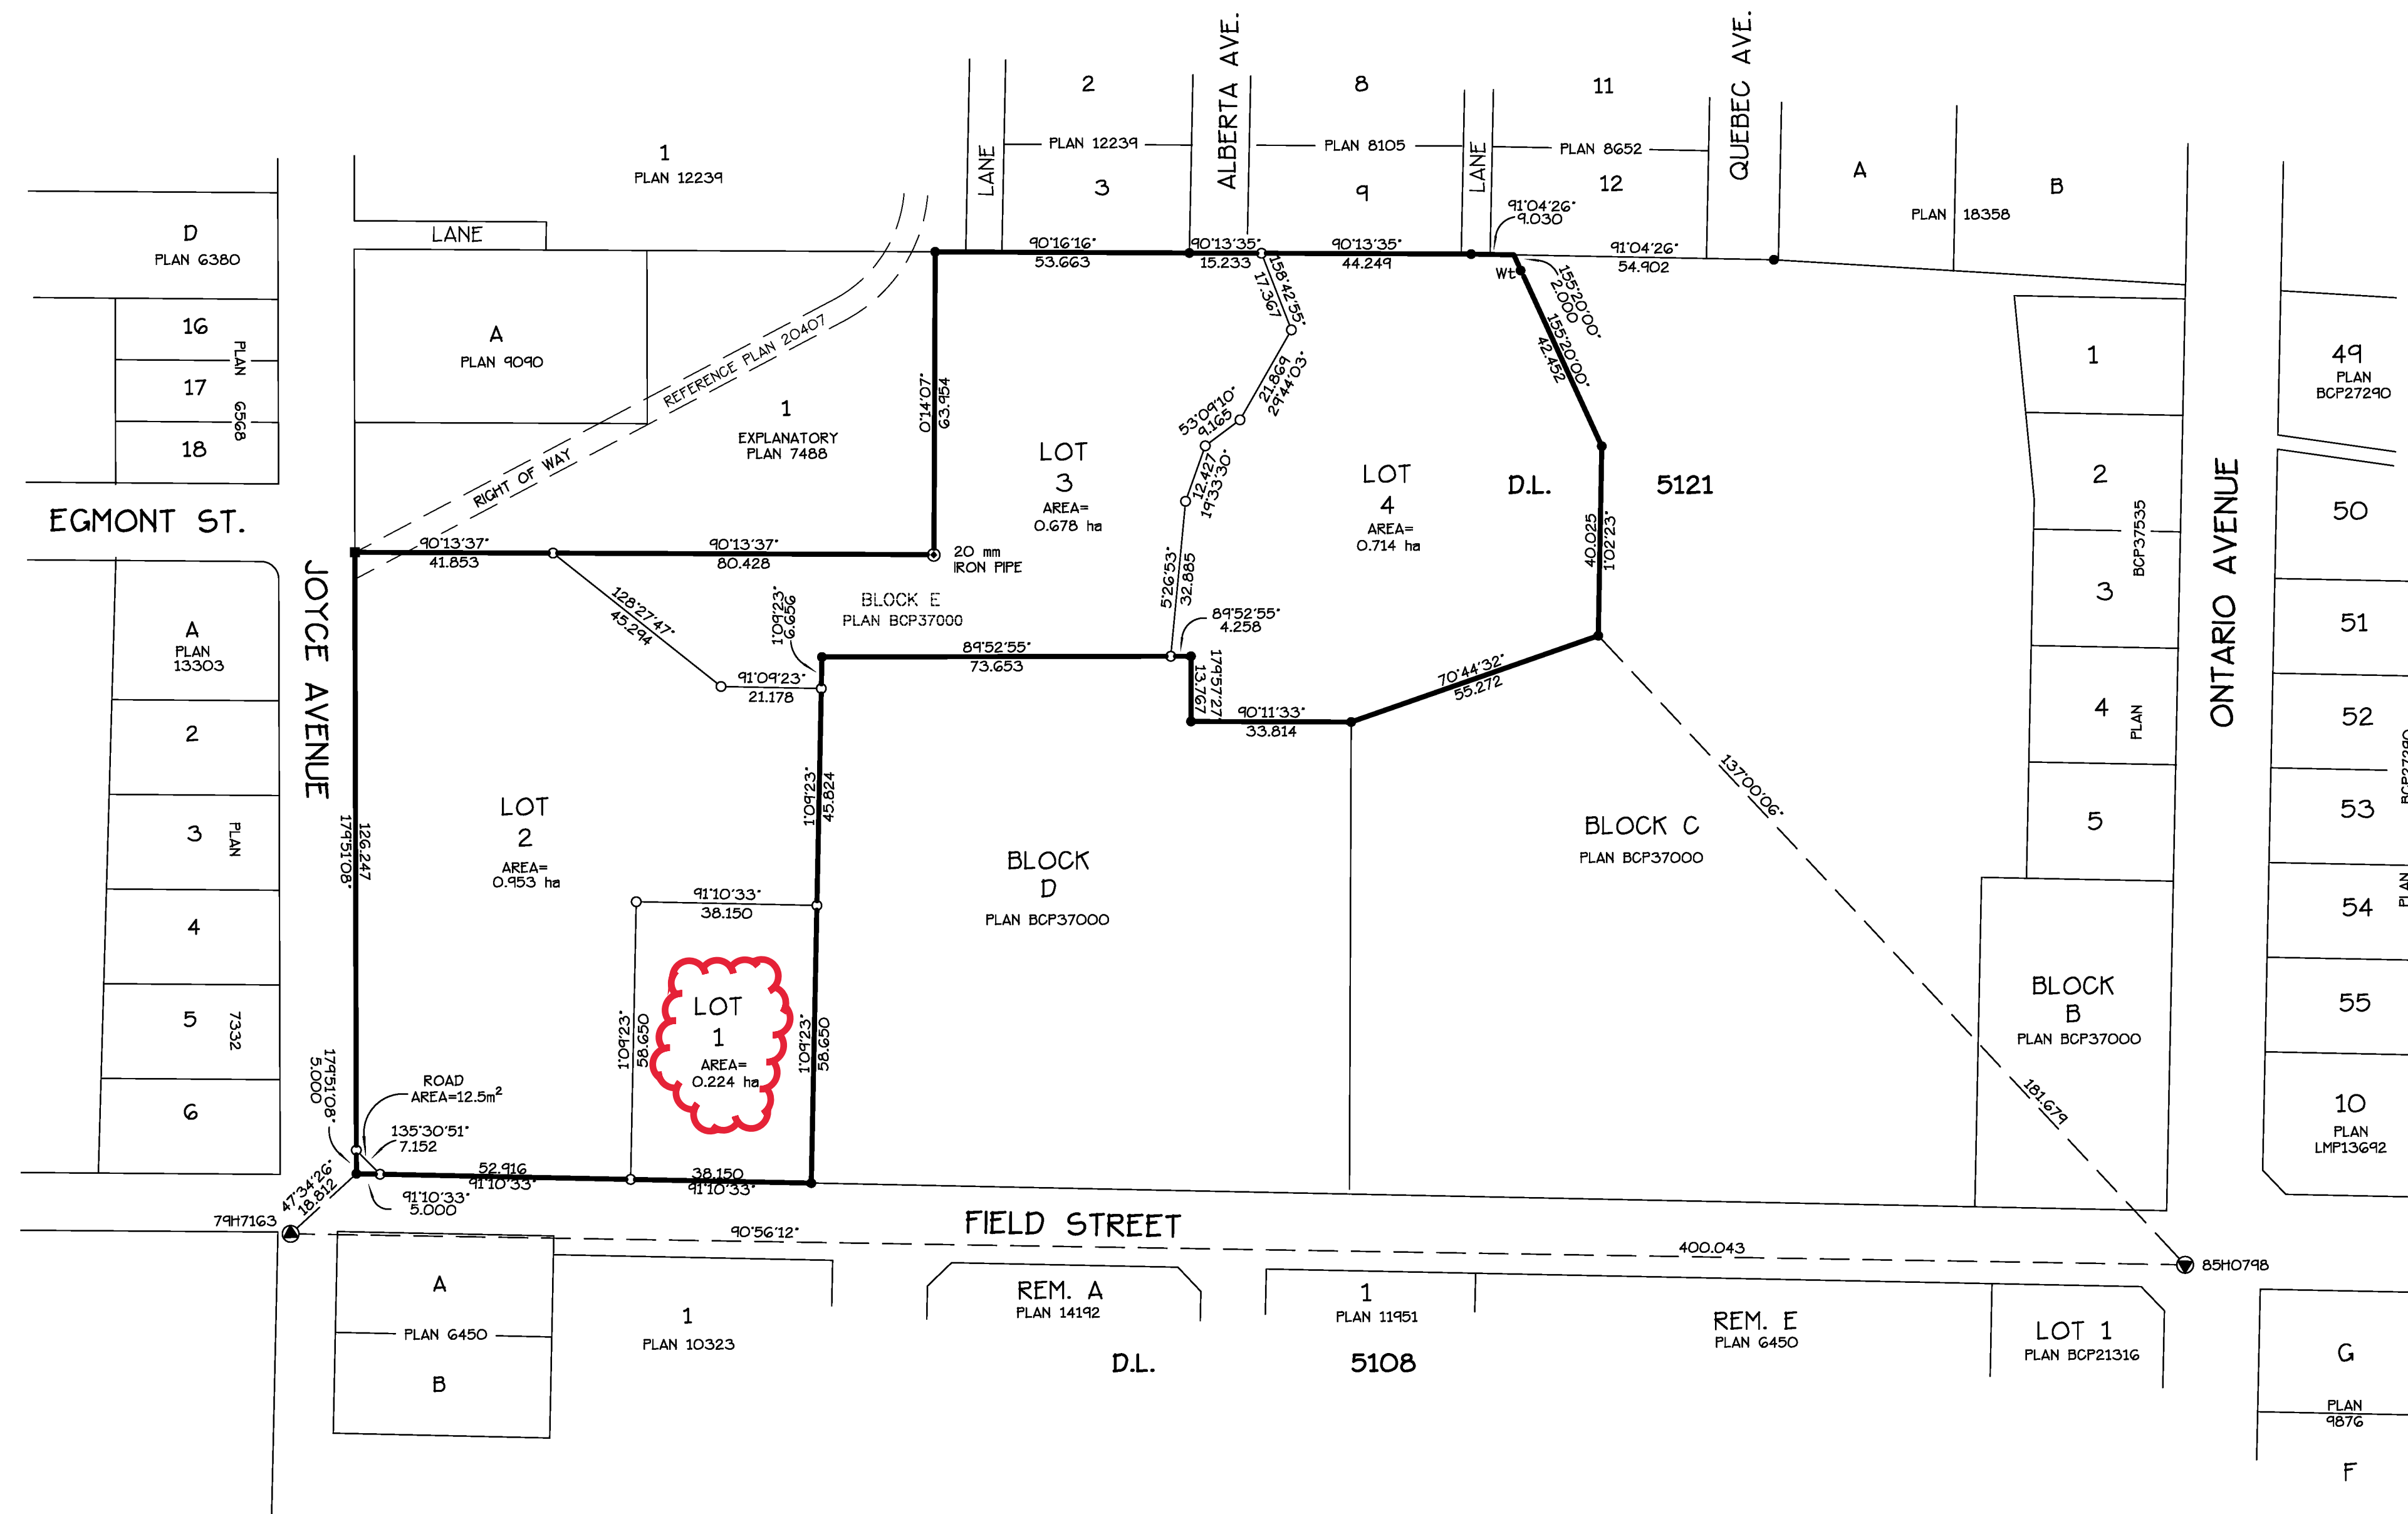 ALBERTA AVE.
QUEBEC AVE.
2
8
11
PLAN 12239
PLAN 8105
PLAN 8652
LANE
LANE
1
PLAN 12239
3
9
12
A
B
PLAN 18358
D
PLAN 6380
LANE
91°04'26"
9.030
90°16'16"
53.663
90°13'35"
15.233
90°13'35"
44.249
91°04'26"
54.902
Wt
155°20'00"
2.000
158°42'55"
17.367
155°20'00"
42.452
16
17
18
PLAN
6568
A
PLAN 9090
REFERENCE PLAN 20407
RIGHT OF WAY
1
EXPLANATORY
PLAN 7488
0°14'07"
63.954
21.869
29°44'03"
53°09'10"
9.165
12.427
19°33'30"
LOT
3
AREA=
0.678 ha
LOT
4
AREA=
0.714 ha
D.L.
5121
1
2
3
4
5
BCP37535
PLAN
49
PLAN
BCP27290
50
51
52
53
54
55
BCP27290
PLAN
10
PLAN
LMP13692
ONTARIO AVENUE
EGMONT ST.
JOYCE AVENUE
90°13'37"
41.853
90°13'37"
80.428
20 mm
IRON PIPE
5°26'53"
32.885
40.025
1°02'23"
128°27'47"
45.294
1°09'23"
6.656
BLOCK E
PLAN BCP37000
89°52'55"
4.258
89°52'55"
73.653
179°57'27"
13.767
91°09'23"
21.178
90°11'33"
33.814
70°44'32"
55.272
137°00'06"
181.679
A
PLAN
13303
2
3
PLAN
4
5
7332
6
179°51'08"
126.247
1°09'23"
45.824
LOT
2
AREA=
0.953 ha
BLOCK
D
PLAN BCP37000
BLOCK C
PLAN BCP37000
BLOCK
B
PLAN BCP37000
91°10'33"
38.150
1°09'23"
58.650
LOT
1
AREA=
0.224 ha
1°09'23"
58.650
179°51'08"
5.000
ROAD
AREA=12.5m²
135°30'51"
7.152
52.916
91°10'33"
38.150
91°10'33"
91°10'33"
5.000
47°34'26"
18.812
79H7163
90°56'12"
FIELD STREET
400.043
85H0798
A
PLAN 6450
B
1
PLAN 10323
REM. A
PLAN 14192
1
PLAN 11951
REM. E
PLAN 6450
LOT 1
PLAN BCP21316
D.L.
5108
G
PLAN
9876
F